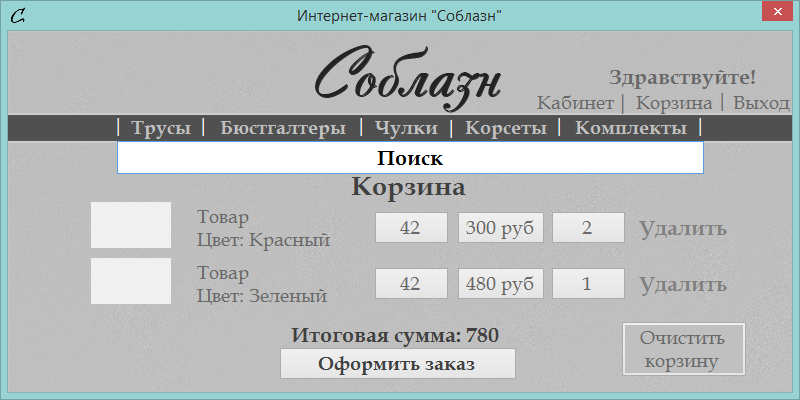 С Интернет-магазин "Соблазн"
Соблазн
Здравствуйте!
Кабинет | Корзина | Выход
| Трусы | Бюстгалтеры | Чулки | Корсеты | Комплекты |
Поиск
Корзина
Товар
Цвет: Красный
42 300 руб 2 Удалить
Товар
Цвет: Зеленый
42 480 руб 1 Удалить
Итоговая сумма: 780
Оформить заказ
Очистить
корзину